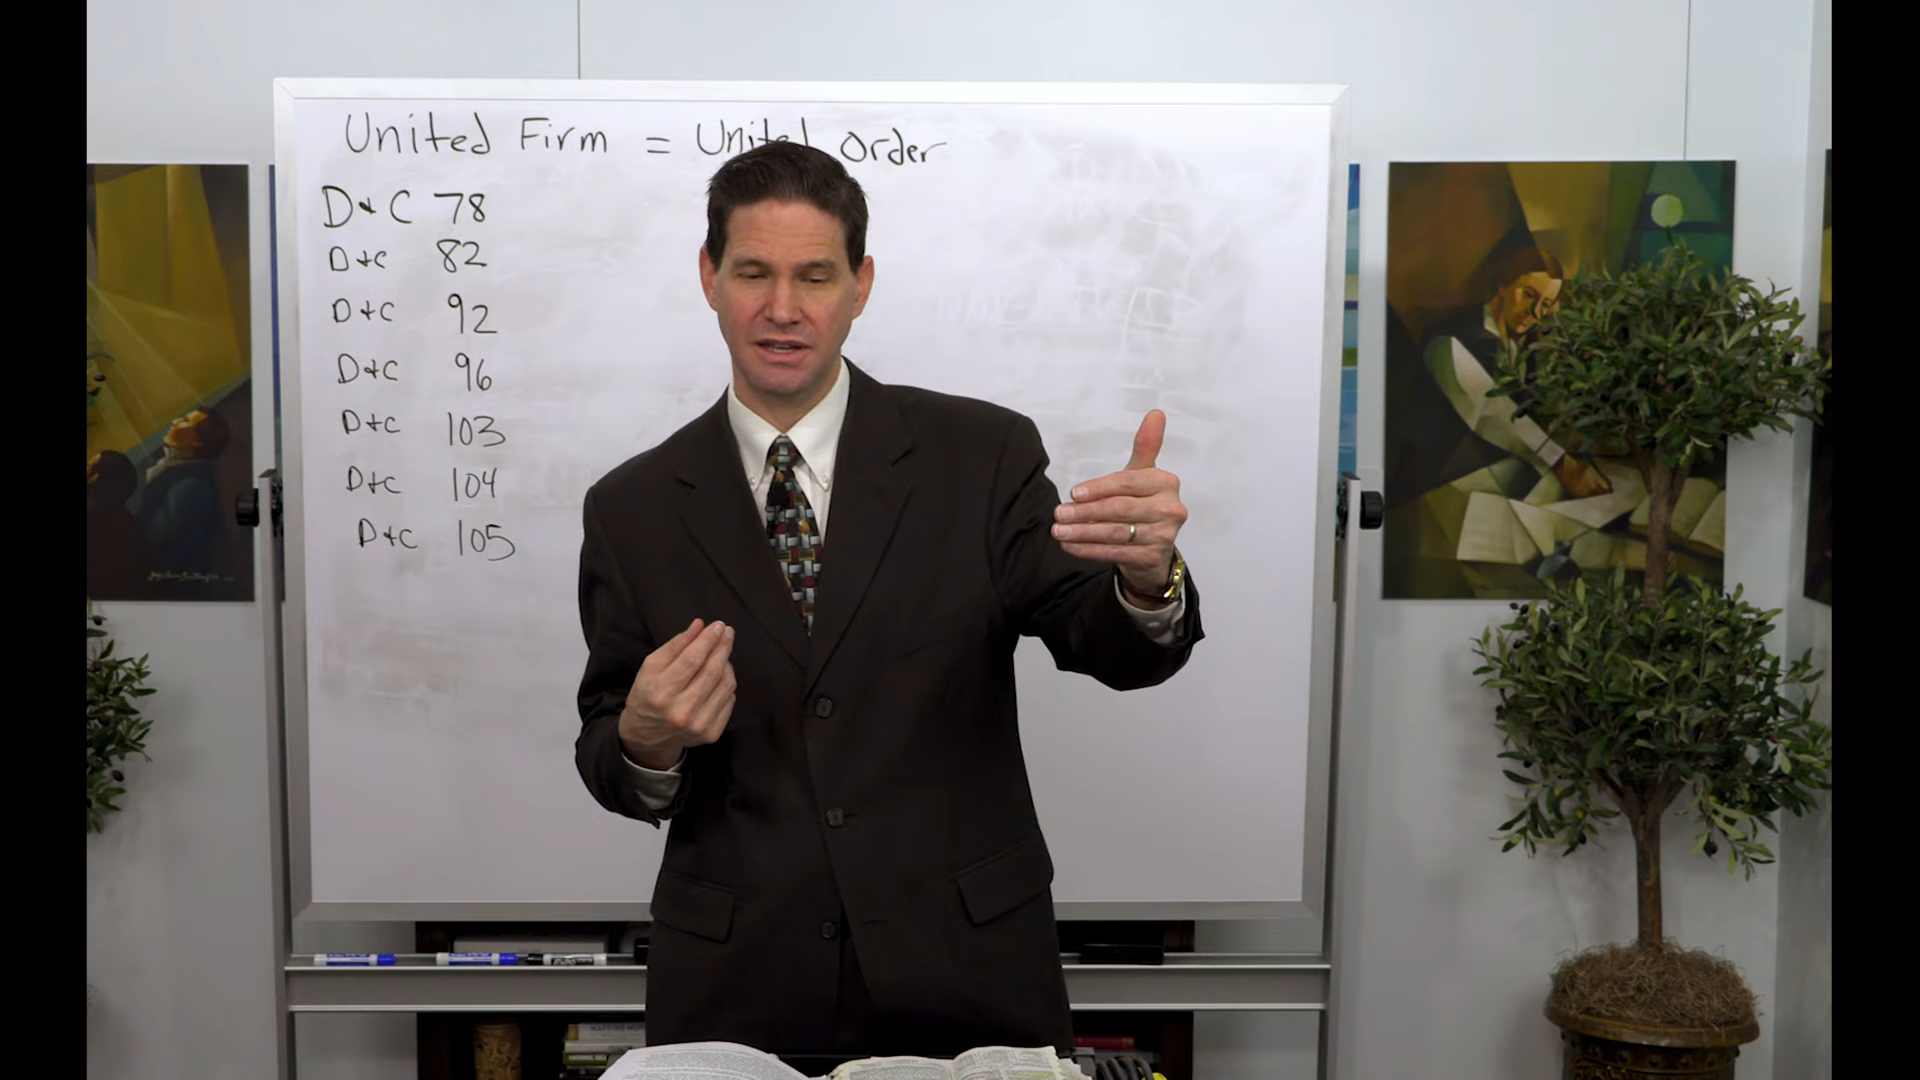 United Firm = United Order
D & C 78
D & C 82
D & C 92
D & C 96
D & C 103
D & C 104
D & C 105